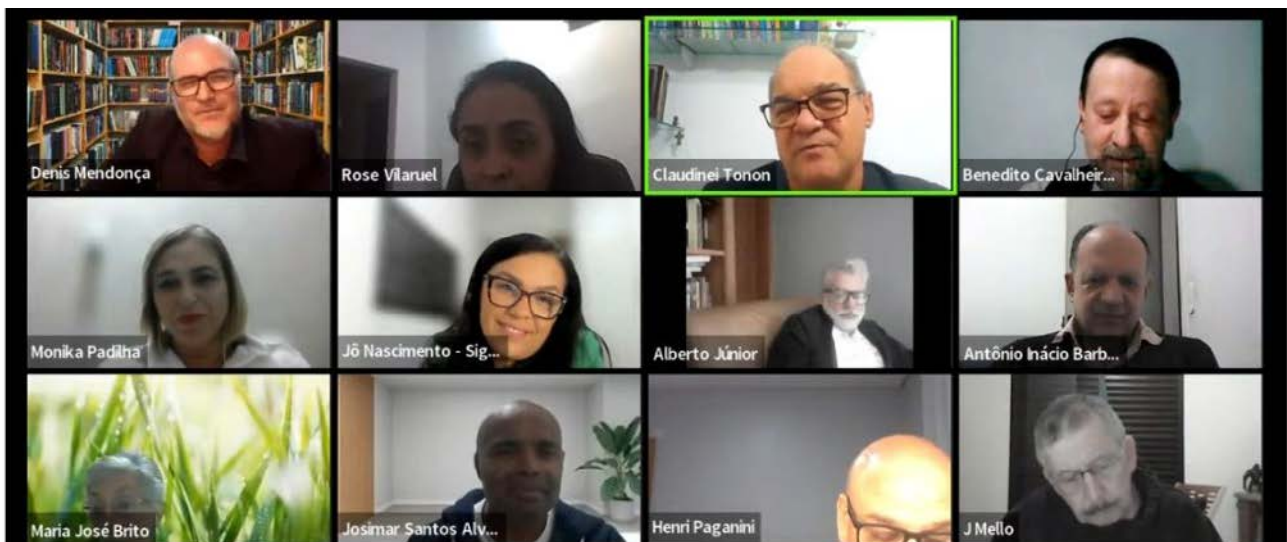 Denis Mendonça
Rose Vilaruel
Claudinei Tonon
Benedito Cavalheir...
Monika Padilha
Jô Nascimento - Sig...
Alberto Júnior
Antônio Inácio Barb...
Maria José Brito
Josimar Santos Alv...
Henri Paganini
J Mello